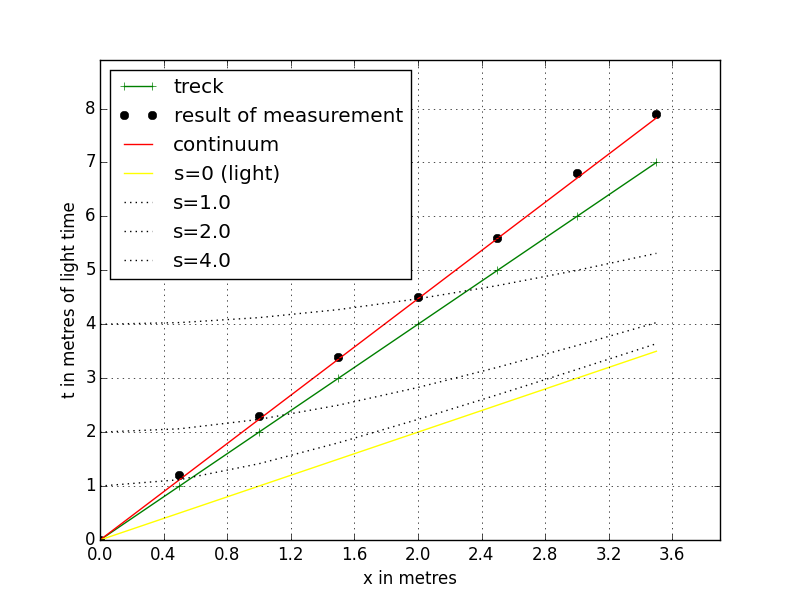 treck
result of measurement
continuum
s=0 (light)
s=1.0
s=2.0
s=4.0
t in metres of light time
8
7
6
5
4
3
2
1
0
0.0 0.4 0.8 1.2 1.6 2.0 2.4 2.8 3.2 3.6
x in metres